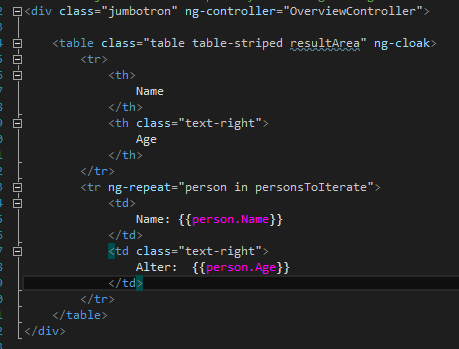 <div class="jumbotron" ng-controller="OverviewController">
<table class="table table-striped resultArea" ng-cloak>
<tr>
<th>
Name
</th>
<th class="text-right">
Age
</th>
</tr>
<tr ng-repeat="person in personsToIterate">
<td>
Name: {{person.Name}}
</td>
<td class="text-right">
Alter:  {{person.Age}}
</td>
</tr>
</table>
</div>